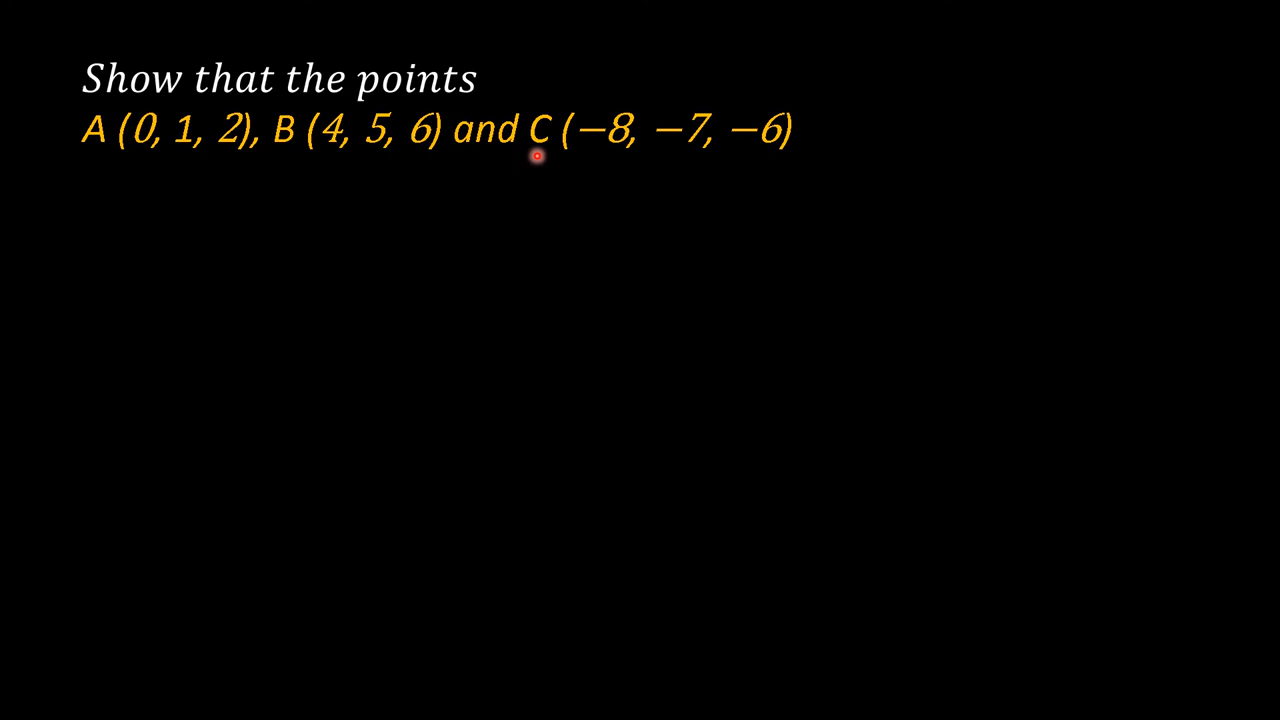 Show that the points
A (0, 1, 2), B (4, 5, 6) and C (−8, −7, −6)